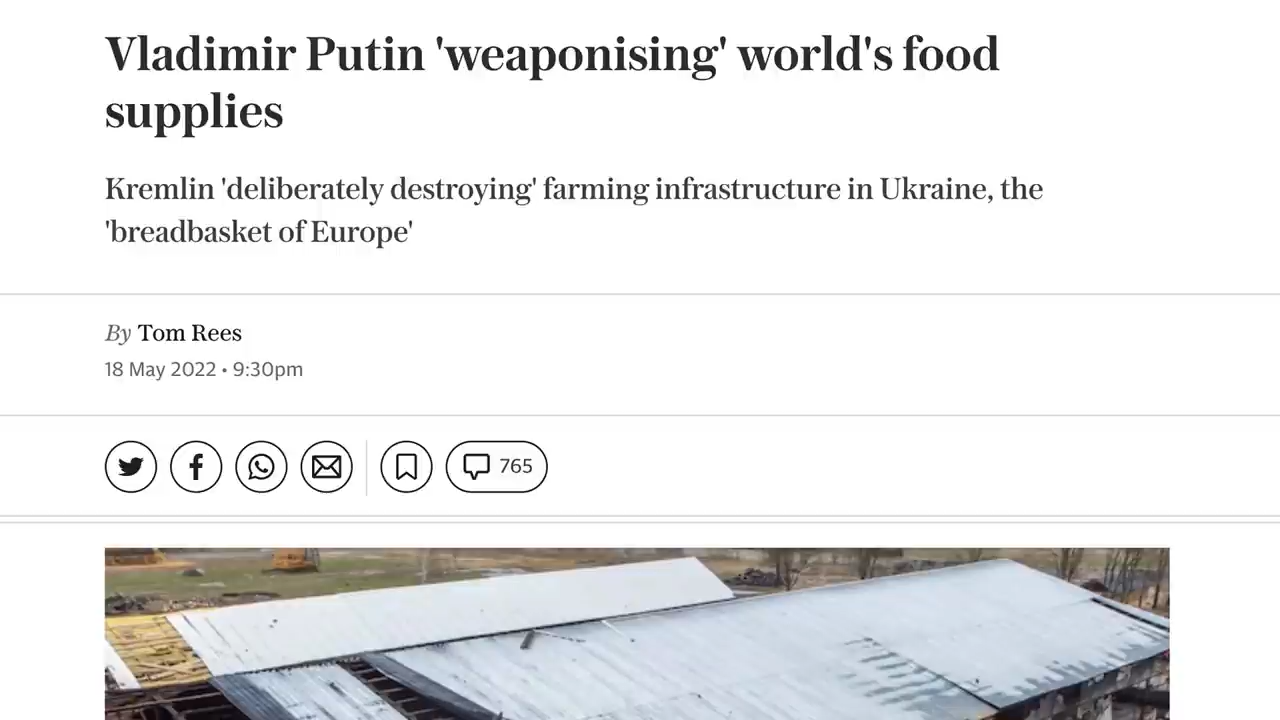 Vladimir Putin 'weaponising' world's food
supplies
Kremlin 'deliberately destroying' farming infrastructure in Ukraine, the
'breadbasket of Europe'
By Tom Rees
18 May 2022 • 9:30pm
765